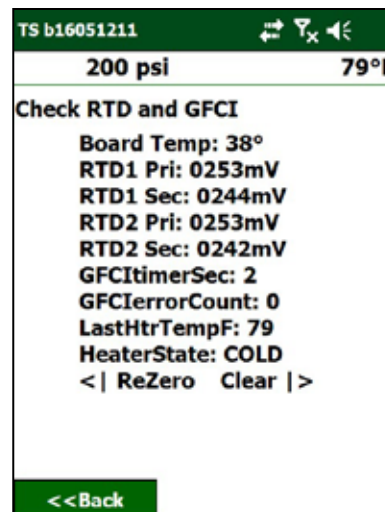 TS b16051211
200 psi 79°
Check RTD and GFCI
Board Temp: 38°
RTD1 Pri: 0253mV
RTD1 Sec: 0244mV
RTD2 Pri: 0253mV
RTD2 Sec: 0242mV
GFCItimerSec: 2
GFCIerrorCount: 0
LastHtrTempF: 79
HeaterState: COLD
<| ReZero Clear |>
<<Back